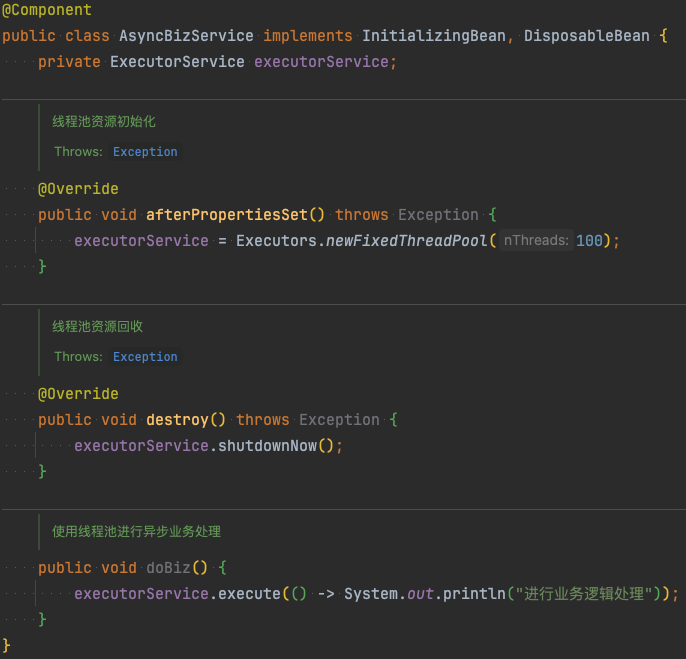 @Component
public class AsyncBizService implements InitializingBean, DisposableBean {
private ExecutorService executorService;
线程池资源初始化
Throws: Exception
@Override
public void afterPropertiesSet() throws Exception {
executorService = Executors.newFixedThreadPool( nThreads: 100);
}
线程池资源回收
Throws: Exception
@Override
public void destroy() throws Exception {
executorService.shutdownNow();
}
使用线程池进行异步业务处理
public void doBiz() {
executorService.execute(() -> System.out.println("进行业务逻辑处理"));
}
}